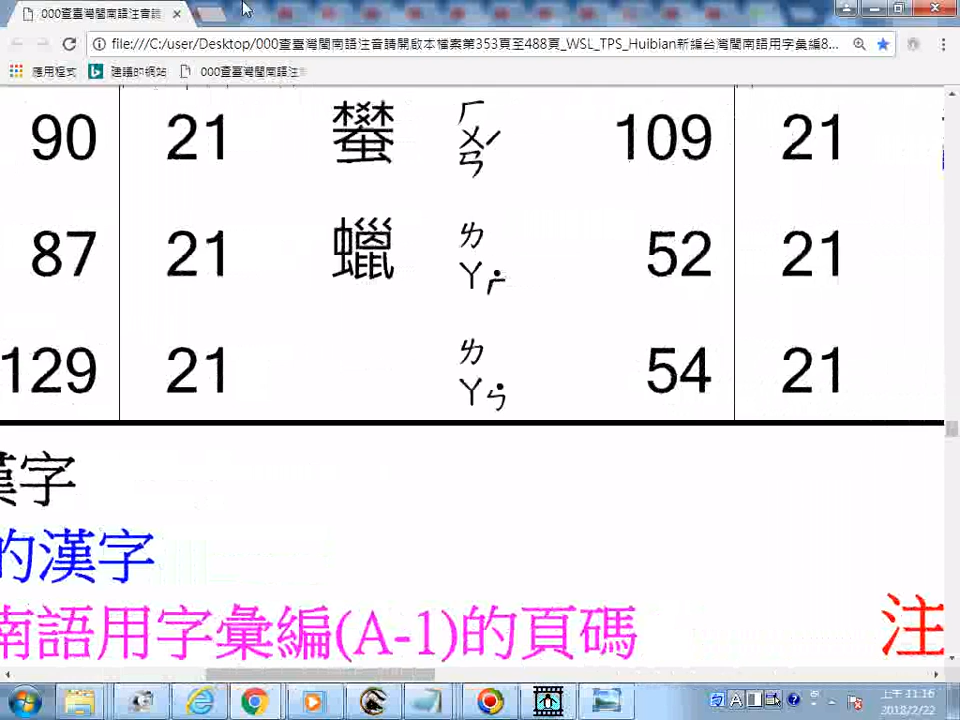 000查臺灣閩南語注音請
file:///C:/user/Desktop/000查臺灣閩南語注音請開啟本檔案第353頁至488頁_WSL_TPS_Huibian新編台灣閩南語用字彙編8...
應用程式 建議的網站 000查臺灣閩南語注
90 21 ㄏㄨㄢˊ 109 21
87 21 蠟 ㄌㄚㆷ˙ 52 21
129 21 ㄌㄚㄣ˙ 54 21
漢字
的漢字
南語用字彙編(A-1)的頁碼
注
上午 11:16
2018/2/22